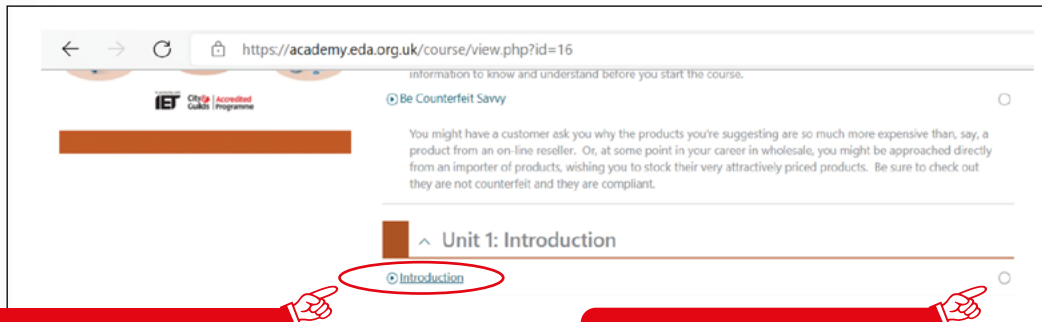 https://academy.eda.org.uk/course/view.php?id=16
information to know and understand before you start the course.
IET
City& Guilds
Accredited Programme
Be Counterfeit Savvy
You might have a customer ask you why the products you're suggesting are so much more expensive than, say, a
product from an on-line reseller. Or, at some point in your career in wholesale, you might be approached directly
from an importer of products, wishing you to stock their very attractively priced products. Be sure to check out
they are not counterfeit and they are compliant.
Unit 1: Introduction
Introduction